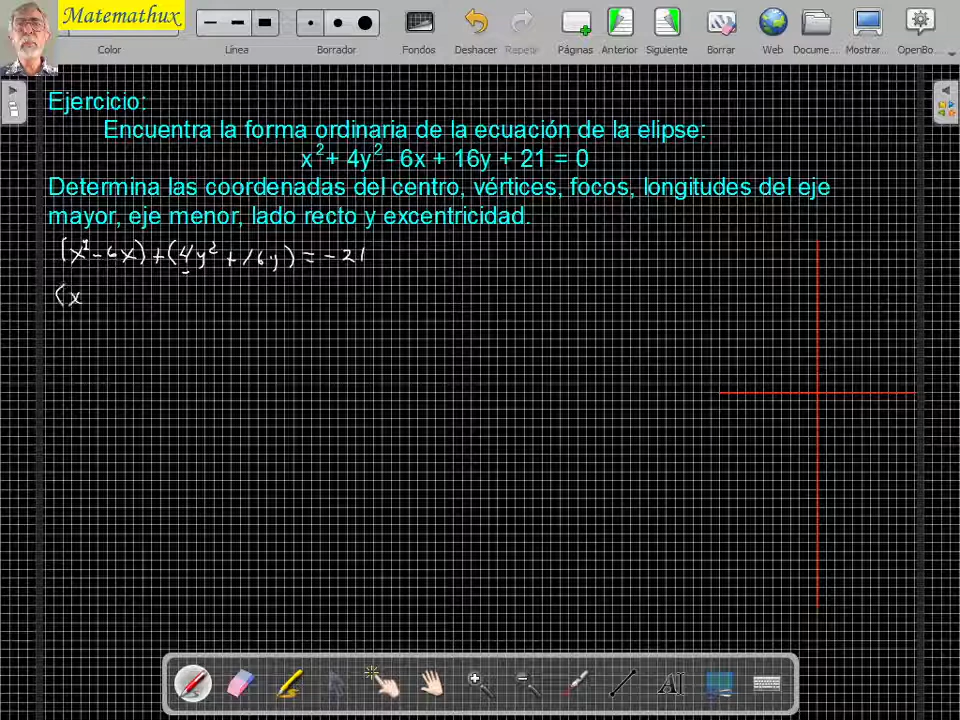 Matemathux
Color
Línea
Borrador
Fondos
Deshacer
Repetir
Páginas
Anterior
Siguiente
Borrar
Web
Docume...
Mostrar...
OpenBo...
Ejercicio:
Encuentra la forma ordinaria de la ecuación de la elipse:
x² + 4y² - 6x + 16y + 21 = 0
Determina las coordenadas del centro, vértices, focos, longitudes del eje
mayor, eje menor, lado recto y excentricidad.
(x² - 6x) + (4y² + 16y) = -21
(x
AI